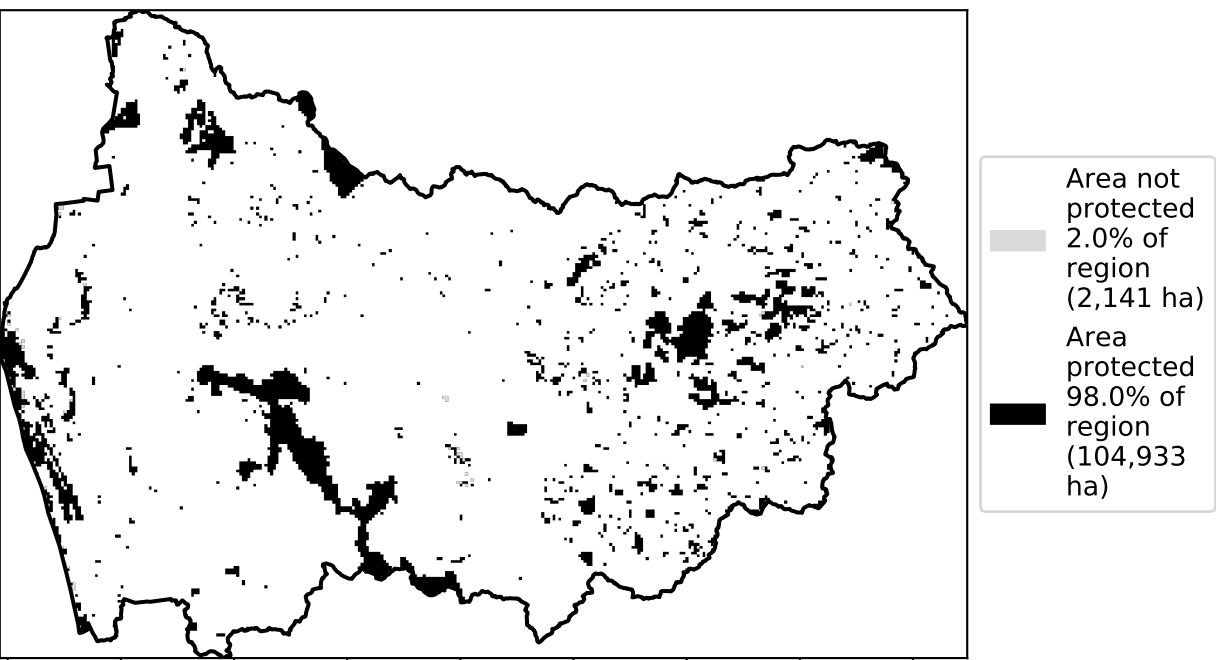 Area not
protected
2.0% of
region
(2,141 ha)
Area
protected
98.0% of
region
(104,933
ha)